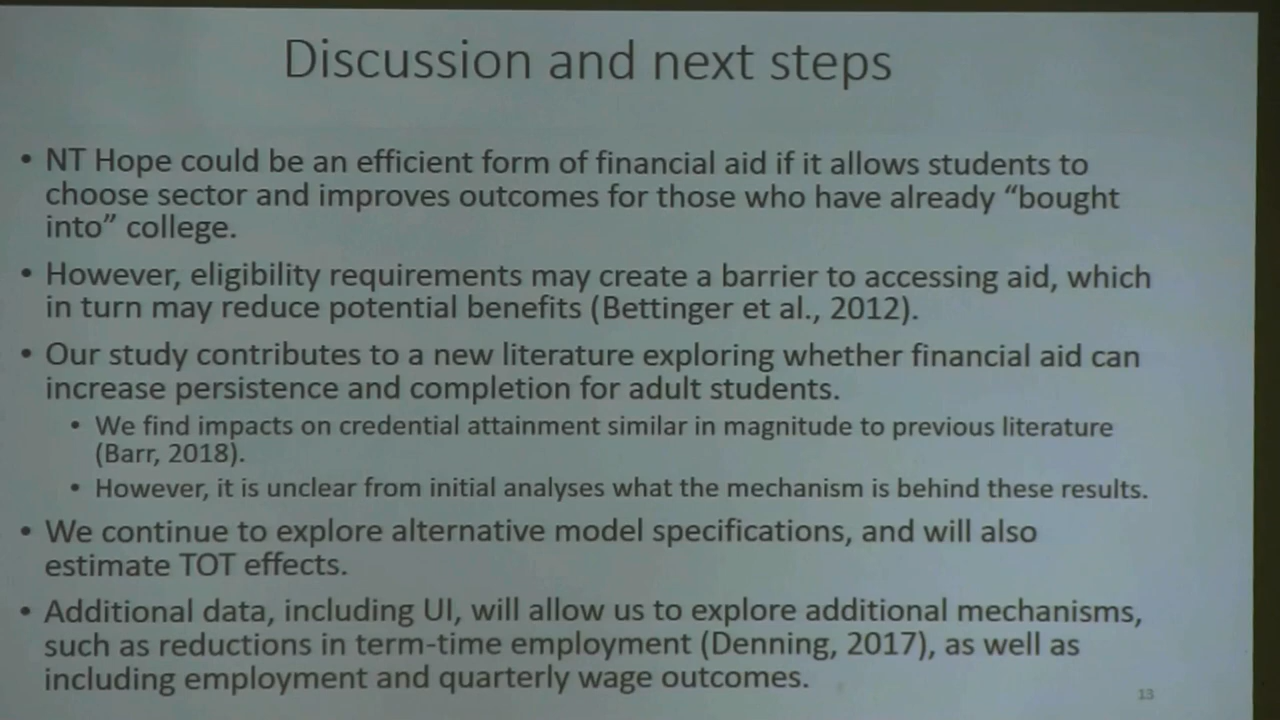 Discussion and next steps
• NT Hope could be an efficient form of financial aid if it allows students to
choose sector and improves outcomes for those who have already “bought
into” college.
• However, eligibility requirements may create a barrier to accessing aid, which
in turn may reduce potential benefits (Bettinger et al., 2012).
• Our study contributes to a new literature exploring whether financial aid can
increase persistence and completion for adult students.
• We find impacts on credential attainment similar in magnitude to previous literature
(Barr, 2018).
• However, it is unclear from initial analyses what the mechanism is behind these results.
• We continue to explore alternative model specifications, and will also
estimate TOT effects.
• Additional data, including UI, will allow us to explore additional mechanisms,
such as reductions in term-time employment (Denning, 2017), as well as
including employment and quarterly wage outcomes.
13